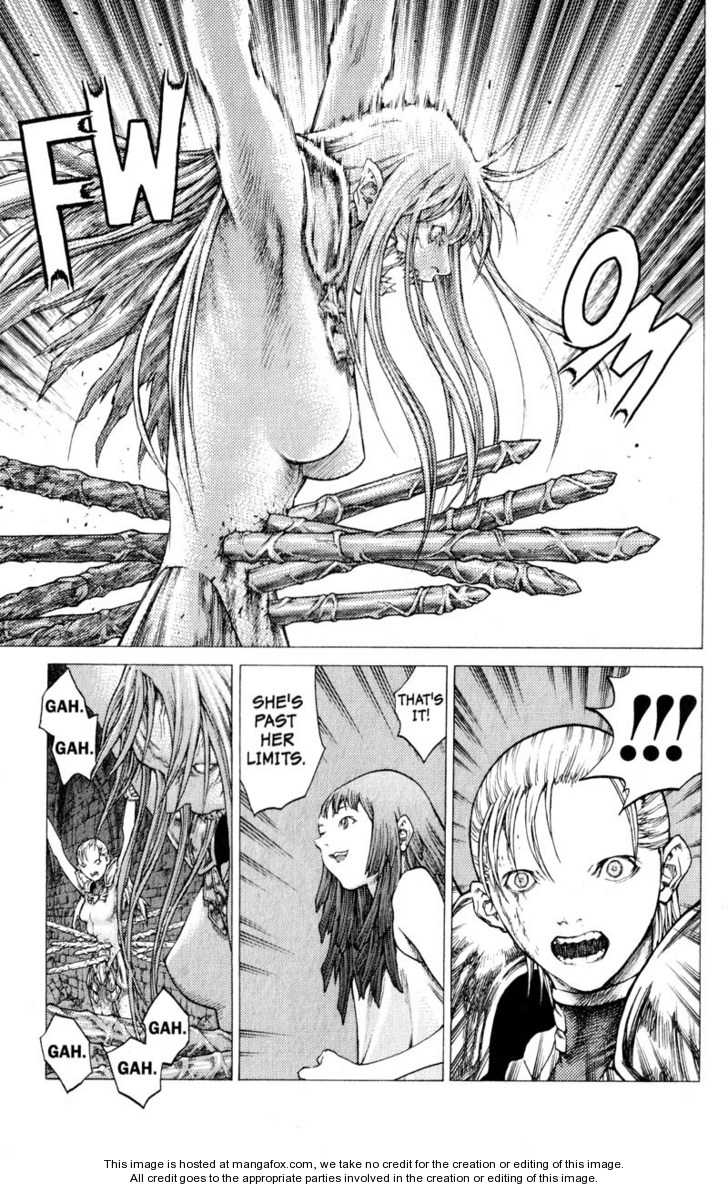 FW
OM
!!!
THAT'S
IT!
SHE'S
PAST
HER
LIMITS.
GAH.
GAH.
GAH.
GAH.
GAH.
This image is hosted at mangafox.com, we take no credit for the creation or editing of this image.
All credit goes to the appropriate parties involved in the creation or editing of this image.